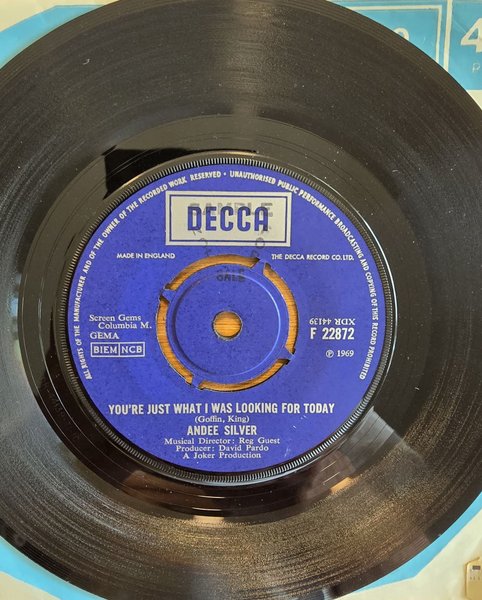 ALL RIGHTS OF THE MANUFACTURER AND OF THE OWNER OF THE RECORDED WORK RESERVED • UNAUTHORISED PUBLIC PERFORMANCE BROADCASTING AND COPYING OF THIS RECORD PROHIBITED
SAMPLE
DECCA
MADE IN ENGLAND
THE DECCA RECORD CO. LTD.
Screen Gems
Columbia M.
GEMA
BIEM NCB
XDR 44139
F 22872
℗ 1969
YOU'RE JUST WHAT I WAS LOOKING FOR TODAY
(Goffin, King)
ANDEE SILVER
Musical Director: Reg Guest
Producer: David Pardo
A Joker Production
4